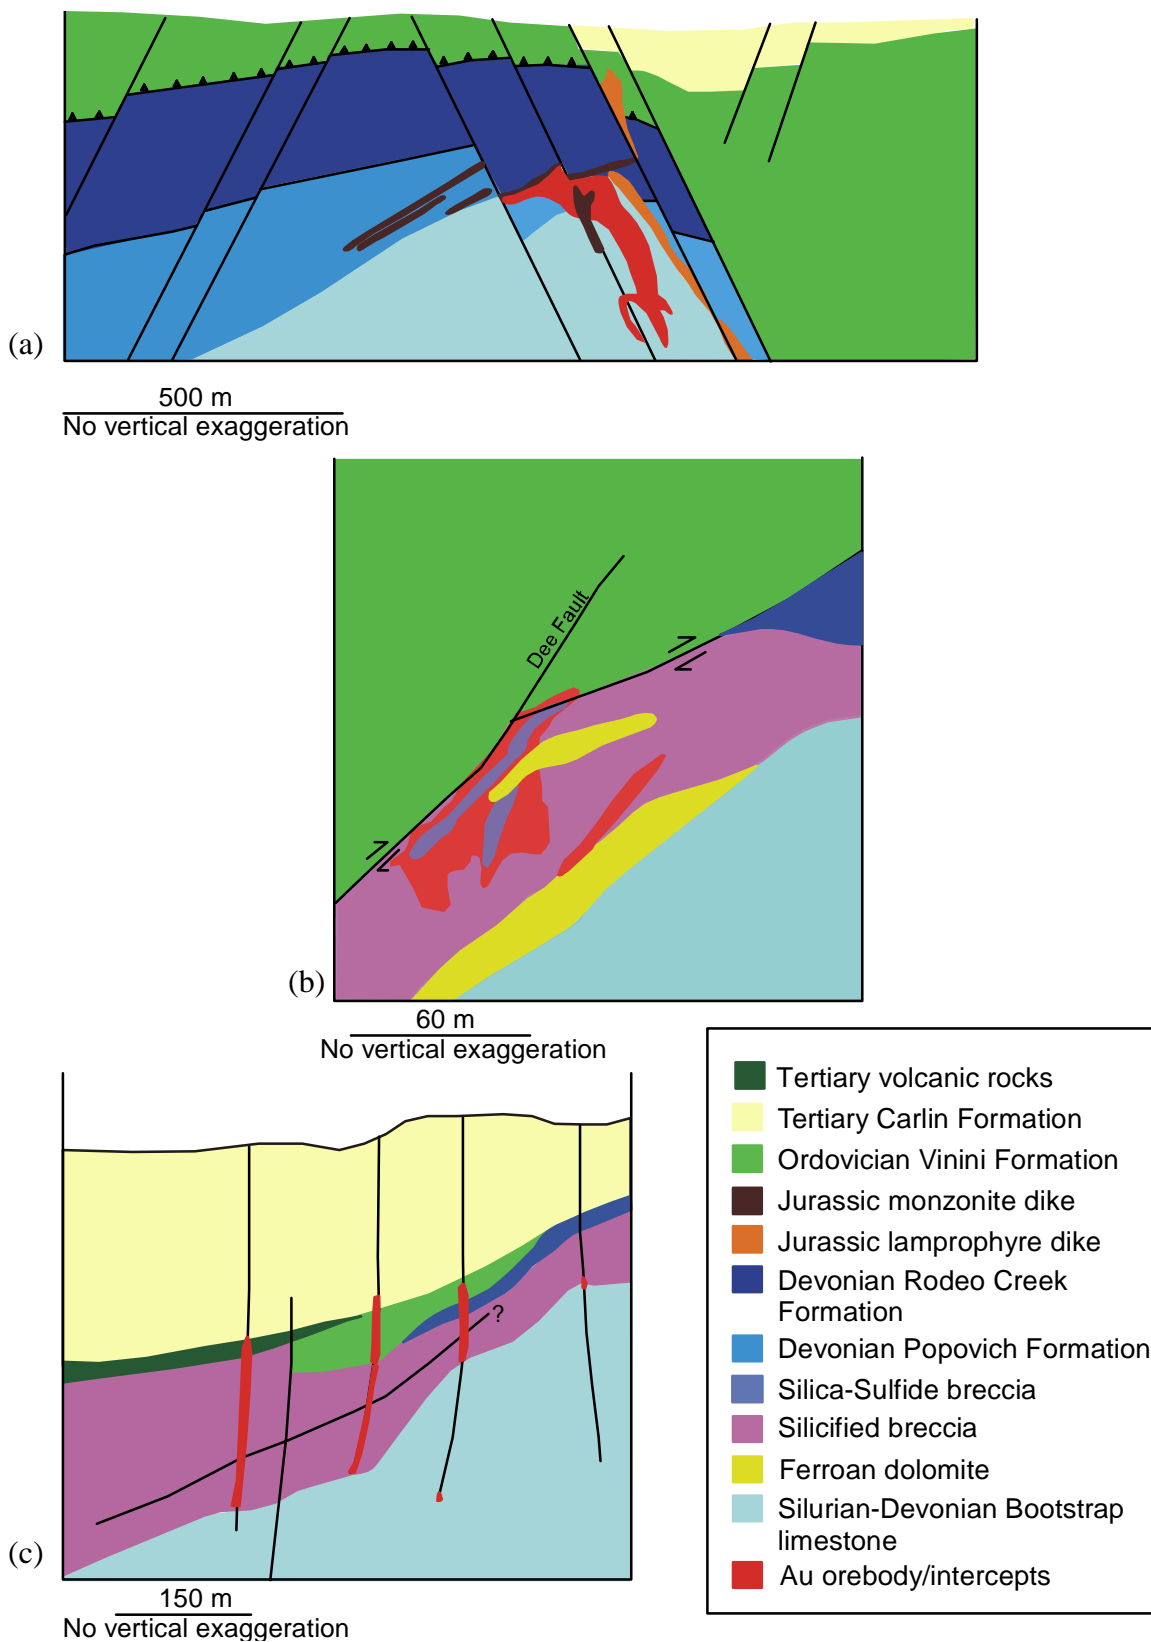 (a)
500 m
No vertical exaggeration
Dee Fault
(b)
60 m
No vertical exaggeration
?
(c)
150 m
No vertical exaggeration
Tertiary volcanic rocks
Tertiary Carlin Formation
Ordovician Vinini Formation
Jurassic monzonite dike
Jurassic lamprophyre dike
Devonian Rodeo Creek
Formation
Devonian Popovich Formation
Silica-Sulfide breccia
Silicified breccia
Ferroan dolomite
Silurian-Devonian Bootstrap
limestone
Au orebody/intercepts